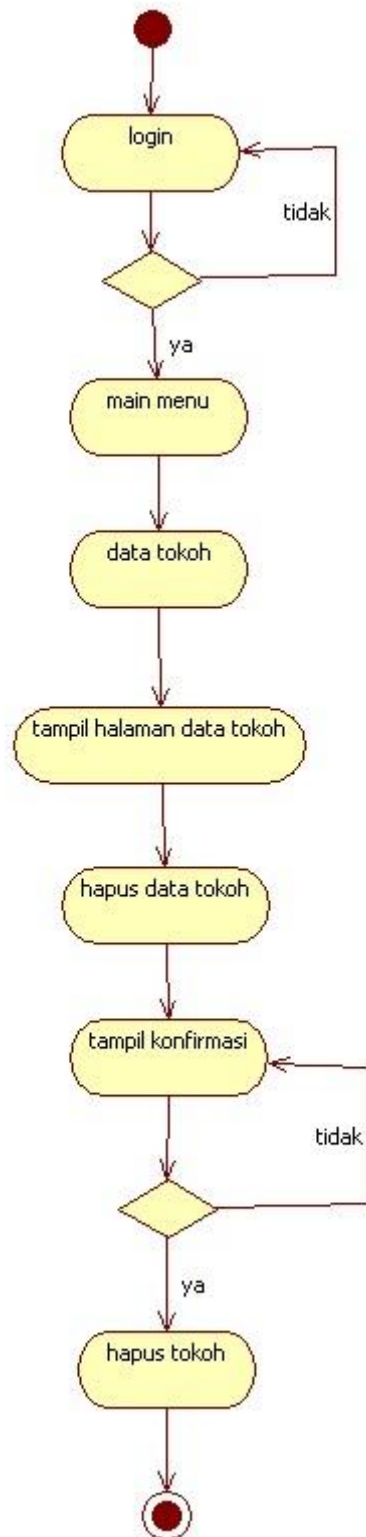 login
tidak
ya
main menu
data tokoh
tampil halaman data tokoh
hapus data tokoh
tampil konfirmasi
tidak
ya
hapus tokoh